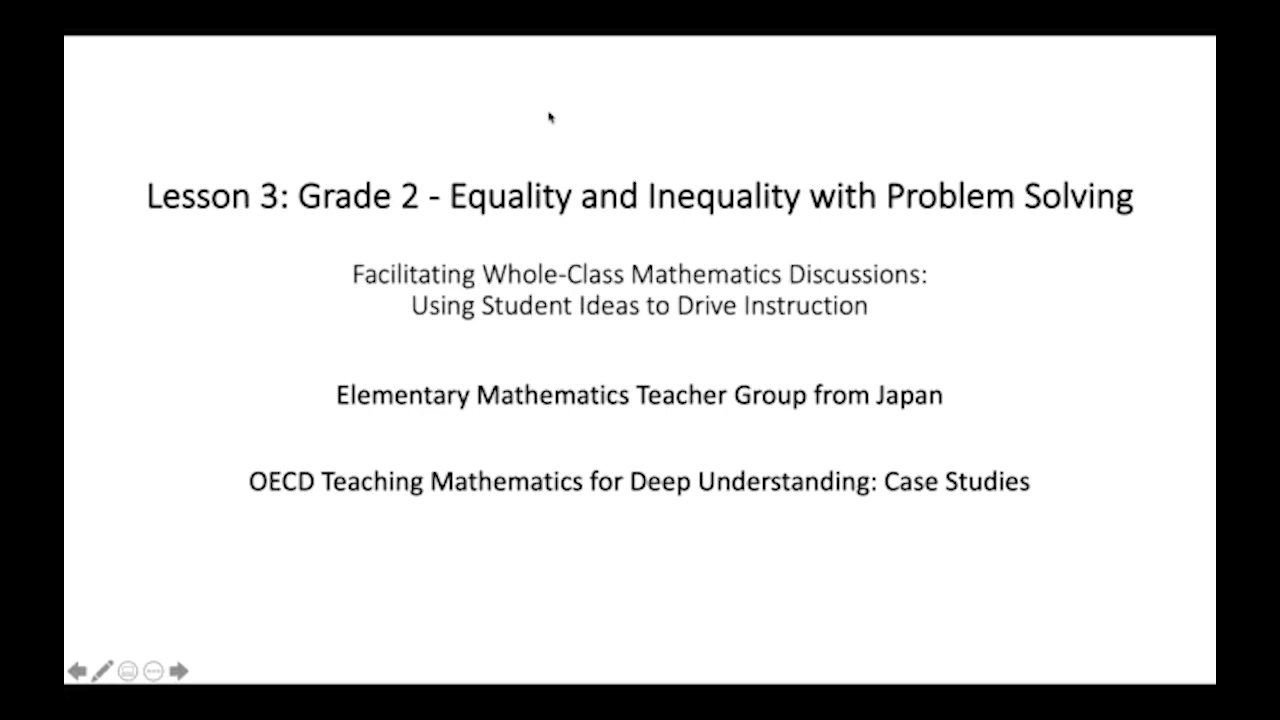 Lesson 3: Grade 2 - Equality and Inequality with Problem Solving
Facilitating Whole-Class Mathematics Discussions:
Using Student Ideas to Drive Instruction
Elementary Mathematics Teacher Group from Japan
OECD Teaching Mathematics for Deep Understanding: Case Studies